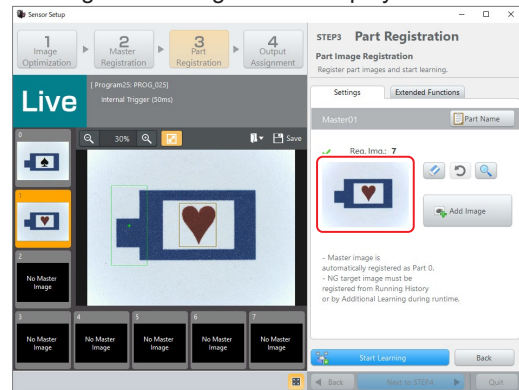 Sensor Setup
1
Image
Optimization
2
Master
Registration
3
Part
Registration
4
Output
Assignment
STEP3 Part Registration
Part Image Registration
Register part images and start learning.
Live
[ Program25: PROG_025]
Internal Trigger (50ms)
Settings
Extended Functions
Master01
Part Name
0
30%
Save
Reg. Img.: 7
1
Add Image
2
No Master
Image
- Master image is
automatically registered as Part 0.
- NG target image must be
registered from Running History
or by Additional Learning during runtime.
3
No Master
Image
4
No Master
Image
5
No Master
Image
6
No Master
Image
7
No Master
Image
Start Learning
Back
Back
Next to STEP4
Quit